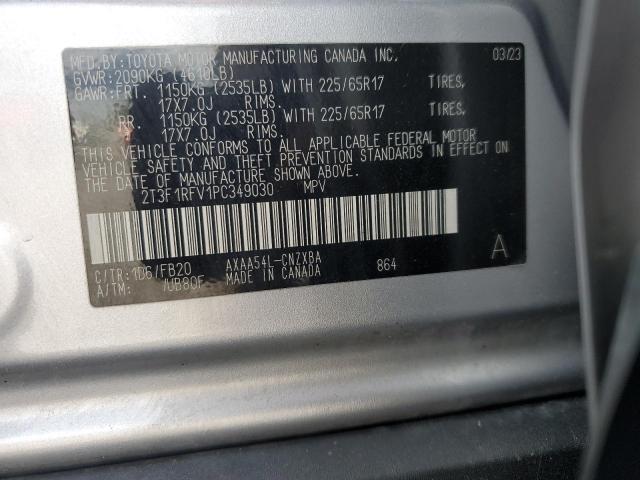 MFD. BY: TOYOTA MOTOR MANUFACTURING CANADA INC. 03/23
GVWR: 2090KG (4610LB)
GAWR: FRT. 1150KG (2535LB) WITH 225/65R17 TIRES,
17X7.0J RIMS.
RR. 1150KG (2535LB) WITH 225/65R17 TIRES,
17X7.0J RIMS.
THIS VEHICLE CONFORMS TO ALL APPLICABLE FEDERAL MOTOR
VEHICLE SAFETY AND THEFT PREVENTION STANDARDS IN EFFECT ON
THE DATE OF MANUFACTURE SHOWN ABOVE.
2T3F1RFV1PC349030 MPV
C/TR: 1D6/FB20 AXAA54L-CNZXBA 864 A
A/TM: /UB80F MADE IN CANADA